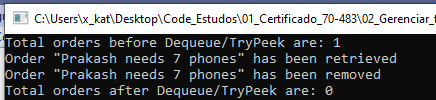 C:\Users\x_kat\Desktop\Code_Estudos\01_Certificado_70-483\02_Gerenciar_
Total orders before Dequeue/TryPeek are: 1
Order "Prakash needs 7 phones" has been retrieved
Order "Prakash needs 7 phones" has been removed
Total orders after Dequeue/TryPeek are: 0